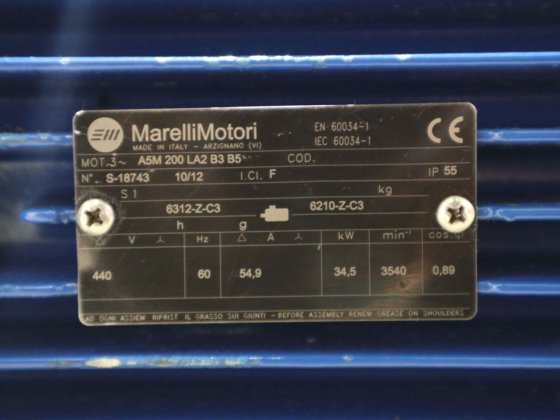 MarelliMotori
MADE IN ITALY - ARZIGNANO (VI)
EN 60034-1
IEC 60034-1
CE
MOT.3~ A5M 200 LA2 B3 B5 COD.
N°. S-18743 10/12 I.CI. F IP 55
S1 kg
6312-Z-C3 6210-Z-C3
h g
△ V ⅄ Hz △ A ⅄ kW min⁻¹ cos φ
440 60 54,9 34,5 3540 0,89
AD OGNI ASSIEM RIPRIST IL GRASSO SUI GIUNTI - BEFORE ASSEMBLY RENEW GREASE ON SHOULDERS